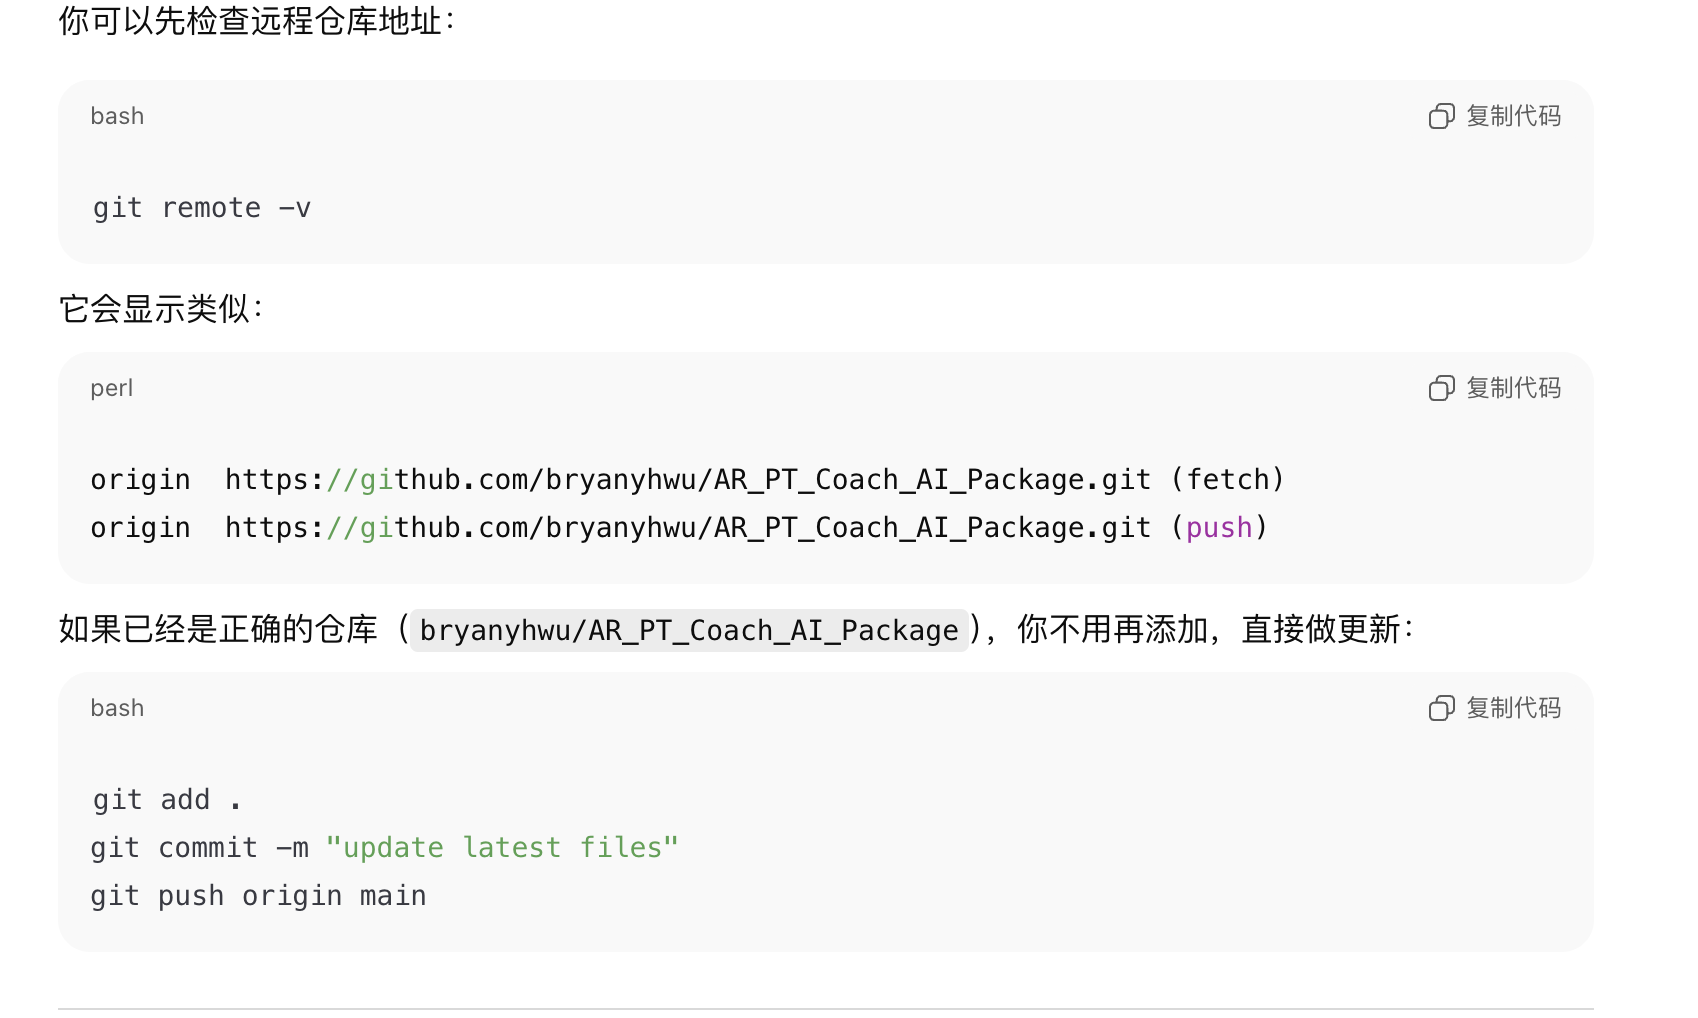 你可以先检查远程仓库地址：
bash
复制代码
git remote -v
它会显示类似：
perl
复制代码
origin  https://github.com/bryanyhwu/AR_PT_Coach_AI_Package.git (fetch)
origin  https://github.com/bryanyhwu/AR_PT_Coach_AI_Package.git (push)
如果已经是正确的仓库（bryanyhwu/AR_PT_Coach_AI_Package），你不用再添加，直接做更新：
bash
复制代码
git add .
git commit -m "update latest files"
git push origin main